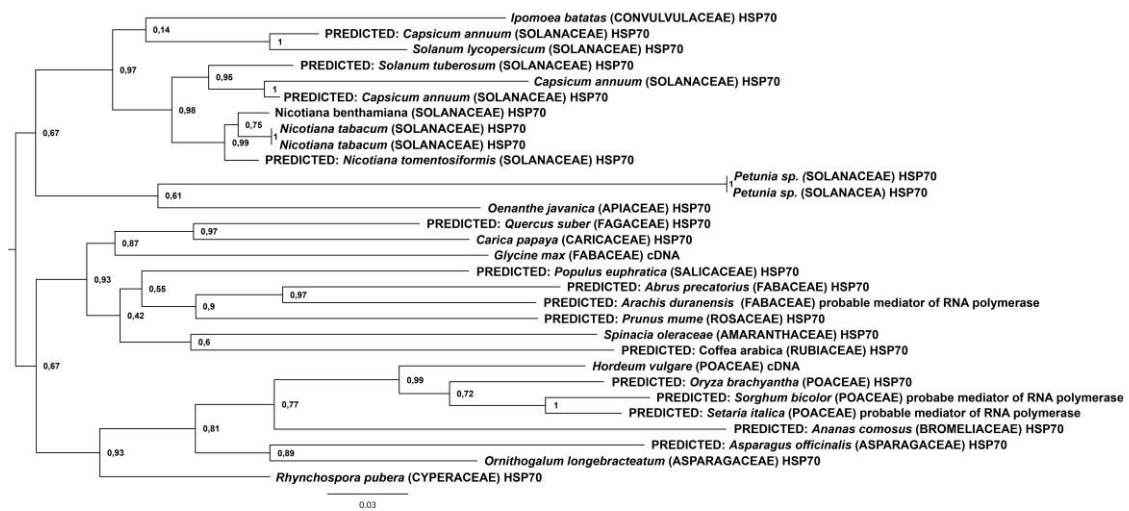 Ipomoea batatas (CONVULVULACEAE) HSP70
0,14
PREDICTED: Capsicum annuum (SOLANACEAE) HSP70
1
Solanum lycopersicum (SOLANACEAE) HSP70
0,97
PREDICTED: Solanum tuberosum (SOLANACEAE) HSP70
0,95
Capsicum annuum (SOLANACEAE) HSP70
1
PREDICTED: Capsicum annuum (SOLANACEAE) HSP70
0,98
Nicotiana benthamiana (SOLANACEAE) HSP70
0,75
Nicotiana tabacum (SOLANACEAE) HSP70
0,67
1
0,99
Nicotiana tabacum (SOLANACEAE) HSP70
PREDICTED: Nicotiana tomentosiformis (SOLANACEAE) HSP70
Petunia sp. (SOLANACEAE) HSP70
1
0,61
Petunia sp. (SOLANACEA) HSP70
Oenanthe javanica (APIACEAE) HSP70
PREDICTED: Quercus suber (FAGACEAE) HSP70
0,97
0,87
Carica papaya (CARICACEAE) HSP70
Glycine max (FABACEAE) cDNA
0,93
PREDICTED: Populus euphratica (SALICACEAE) HSP70
0,55
PREDICTED: Abrus precatorius (FABACEAE) HSP70
0,97
0,9
PREDICTED: Arachis duranensis (FABACEAE) probable mediator of RNA polymerase
0,42
PREDICTED: Prunus mume (ROSACEAE) HSP70
Spinacia oleraceae (AMARANTHACEAE) HSP70
0,6
PREDICTED: Coffea arabica (RUBIACEAE) HSP70
0,67
Hordeum vulgare (POACEAE) cDNA
0,99
PREDICTED: Oryza brachyantha (POACEAE) HSP70
0,72
PREDICTED: Sorghum bicolor (POACEAE) probabe mediator of RNA polymerase
0,77
1
PREDICTED: Setaria italica (POACEAE) probable mediator of RNA polymerase
0,81
PREDICTED: Ananas comosus (BROMELIACEAE) HSP70
PREDICTED: Asparagus officinalis (ASPARAGACEAE) HSP70
0,93
0,89
Ornithogalum longebracteatum (ASPARAGACEAE) HSP70
Rhynchospora pubera (CYPERACEAE) HSP70
0.03